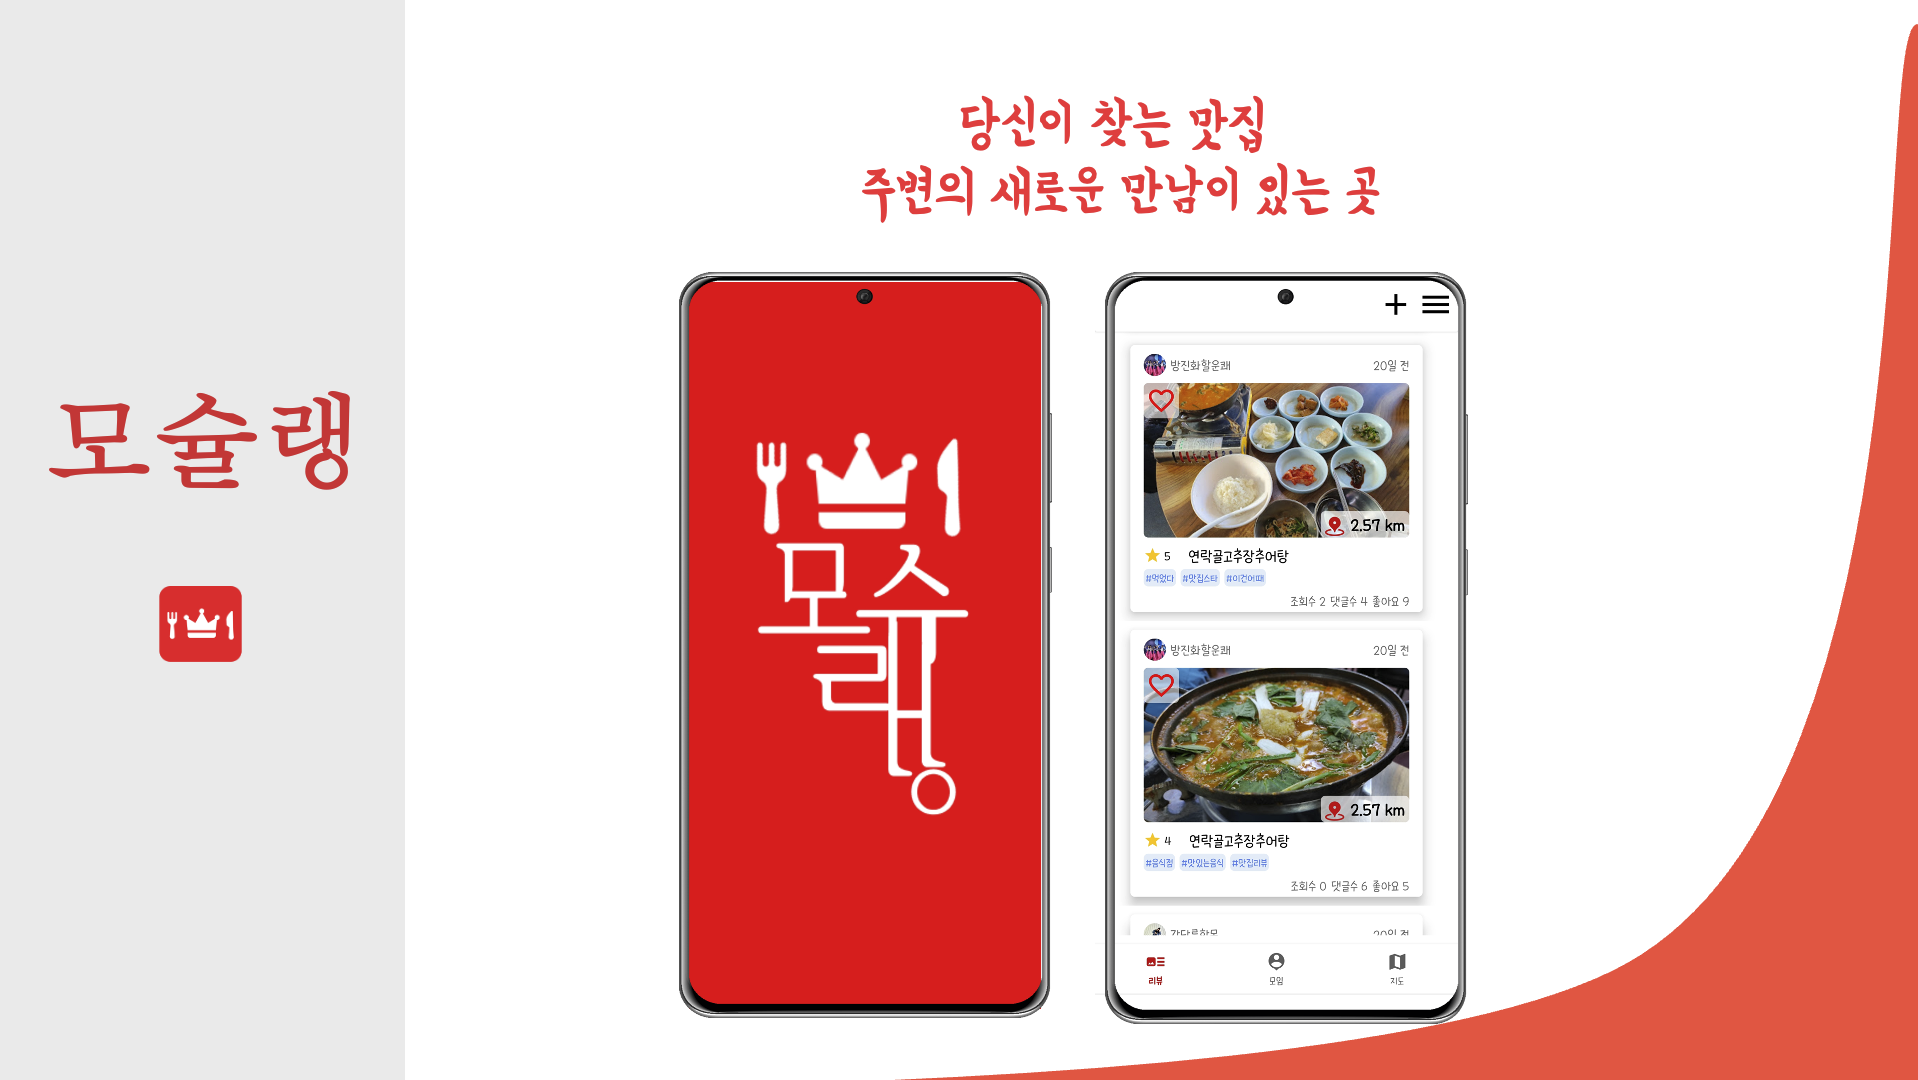 당신이 찾는 맛집
주변의 새로운 만남이 있는 곳
모슐랭
모슈랭
방진화할운쾌 20일 전
2.57 km
5 연락골고추장추어탕
#먹었다 #맛집스타 #이건어때
조회수 2 댓글수 4 좋아요 9
방진화할운쾌 20일 전
2.57 km
4 연락골고추장추어탕
#음식점 #맛있는음식 #맛집리뷰
조회수 0 댓글수 6 좋아요 5
20일 전
리뷰 모임 지도